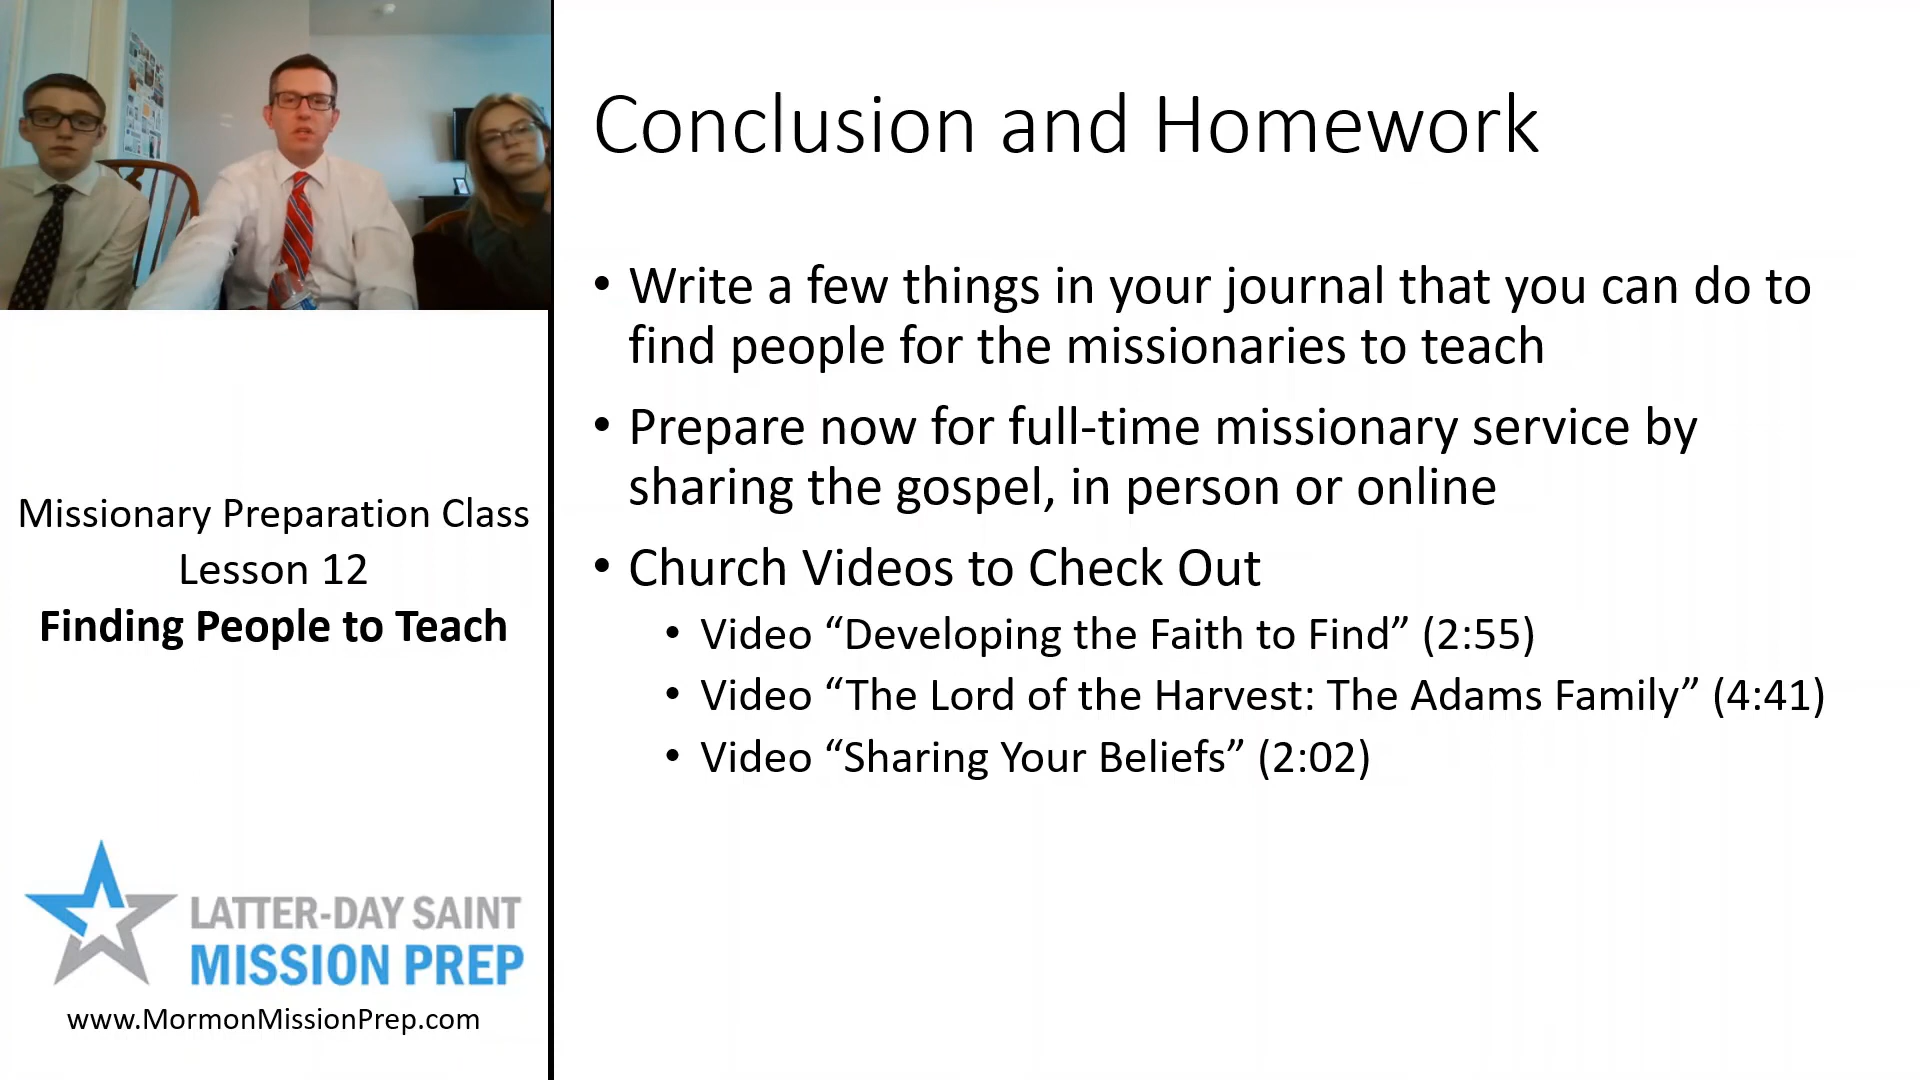 Conclusion and Homework
• Write a few things in your journal that you can do to
find people for the missionaries to teach
• Prepare now for full-time missionary service by
sharing the gospel, in person or online
• Church Videos to Check Out
• Video “Developing the Faith to Find” (2:55)
• Video “The Lord of the Harvest: The Adams Family” (4:41)
• Video “Sharing Your Beliefs” (2:02)
Missionary Preparation Class
Lesson 12
Finding People to Teach
LATTER-DAY SAINT
MISSION PREP
www.MormonMissionPrep.com